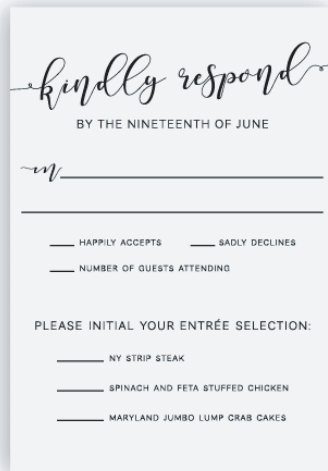 kindly respond
BY THE NINETEENTH OF JUNE
m
HAPPILY ACCEPTS SADLY DECLINES
NUMBER OF GUESTS ATTENDING
PLEASE INITIAL YOUR ENTRÉE SELECTION:
NY STRIP STEAK
SPINACH AND FETA STUFFED CHICKEN
MARYLAND JUMBO LUMP CRAB CAKES